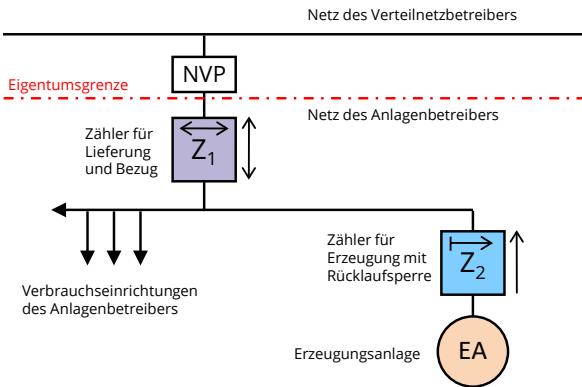 Netz des Verteilnetzbetreibers
NVP
Eigentumsgrenze
Netz des Anlagenbetreibers
Zähler für
Lieferung
und Bezug
Z1
Zähler für
Erzeugung mit
Rücklaufsperre
Z2
Verbrauchseinrichtungen
des Anlagenbetreibers
Erzeugungsanlage
EA